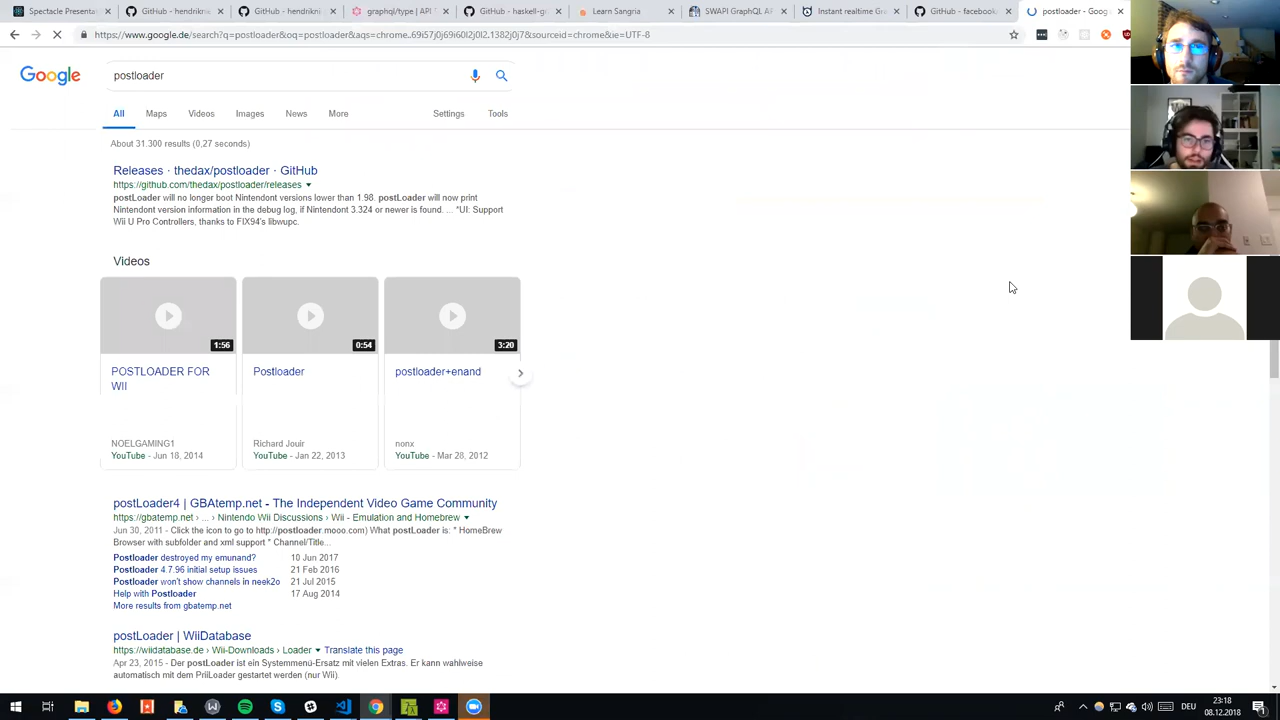 Spectacle Presenta
GitHub - hendrikni
GitHub - hendrikni
graphql/type | API
GitHub - haskell-g
Learn Sangria
SWAPI GraphQL AP
Instant realtime Gr
GitHub - facebook
postloader - Goog
https://www.google.de/search?q=postloader&oq=postloader&aqs=chrome..69i57j0j69i60l2j0l2.1382j0j7&sourceid=chrome&ie=UTF-8
Google
postloader
All
Maps
Videos
Images
News
More
Settings
Tools
About 31.300 results (0,27 seconds)
Releases · thedax/postloader · GitHub
https://github.com/thedax/postloader/releases
postLoader will no longer boot Nintendont versions lower than 1.98. postLoader will now print
Nintendont version information in the debug log, if Nintendont 3.324 or newer is found. ... *UI: Support
Wii U Pro Controllers, thanks to FIX94's libwupc.
Videos
1:56
0:54
3:20
POSTLOADER FOR
WII
Postloader
postloader+enand
NOELGAMING1
YouTube - Jun 18, 2014
Richard Jouir
YouTube - Jan 22, 2013
nonx
YouTube - Mar 28, 2012
postLoader4 | GBAtemp.net - The Independent Video Game Community
https://gbatemp.net › ... › Nintendo Wii Discussions › Wii - Emulation and Homebrew
Jun 30, 2011 - Click the icon to go to http://postloader.mooo.com) What postLoader is: * HomeBrew
Browser with subfolder and xml support * Channel/Title...
Postloader destroyed my emunand? 10 Jun 2017
Postloader 4.7.96 initial setup issues 21 Feb 2016
Postloader won't show channels in neek2o 21 Jul 2015
Help with Postloader 17 Aug 2014
More results from gbatemp.net
postLoader | WiiDatabase
https://wiidatabase.de › Wii-Downloads › Loader Translate this page
Apr 23, 2015 - Der postLoader ist ein Systemmenü-Ersatz mit vielen Extras. Er kann wahlweise
automatisch mit dem PriiLoader gestartet werden (nur Wii).
DEU
23:18
08.12.2018